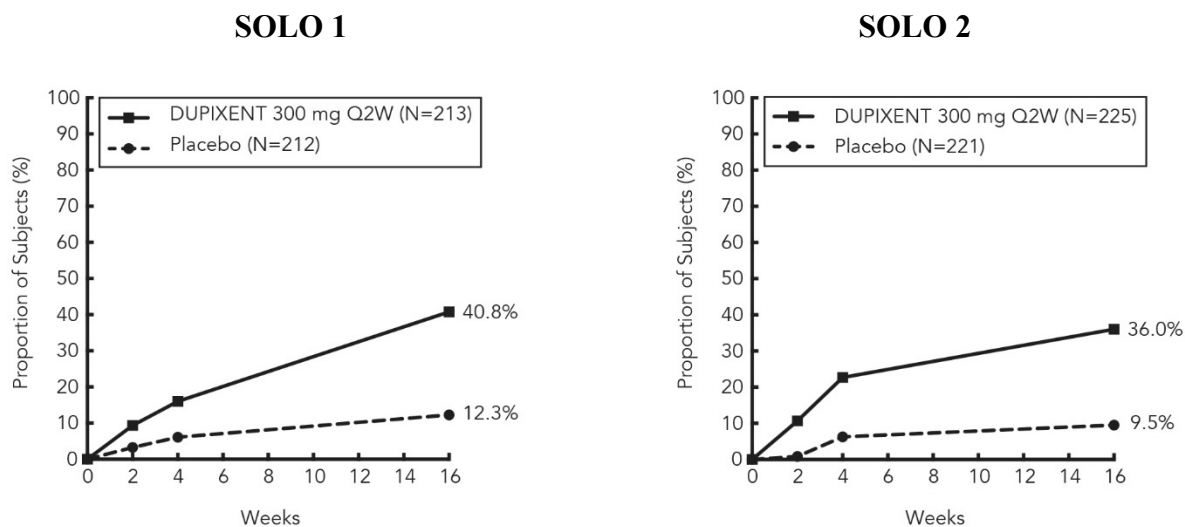 SOLO 1
100
90
80
70
60
50
40
30
20
10
0
Proportion of Subjects (%)
DUPIXENT 300 mg Q2W (N=213)
Placebo (N=212)
40.8%
12.3%
0 2 4 6 8 10 12 14 16
Weeks
SOLO 2
100
90
80
70
60
50
40
30
20
10
0
Proportion of Subjects (%)
DUPIXENT 300 mg Q2W (N=225)
Placebo (N=221)
36.0%
9.5%
0 2 4 6 8 10 12 14 16
Weeks